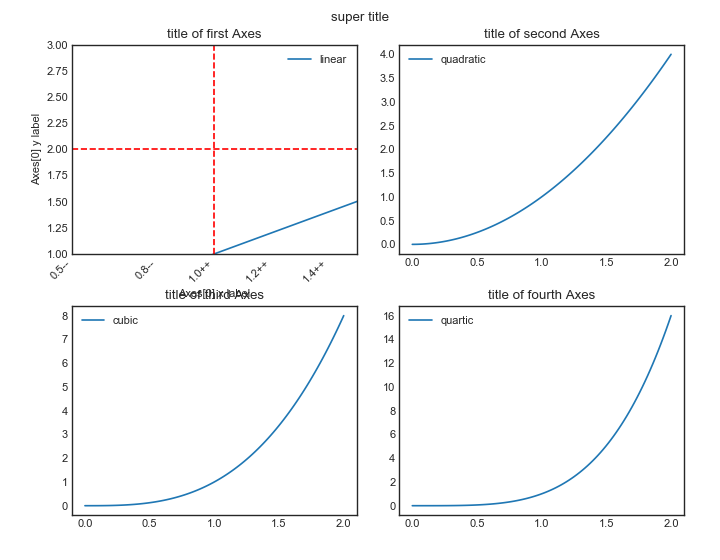 super title
title of first Axes
3.00
2.75
2.50
2.25
2.00
1.75
1.50
1.25
1.00
Axes[0] y label
linear
0.5--
0.8--
1.0++
1.2++
1.4++
Axes[0] x label
title of second Axes
4.0
3.5
3.0
2.5
2.0
1.5
1.0
0.5
0.0
quadratic
0.0 0.5 1.0 1.5 2.0
title of third Axes
8
7
6
5
4
3
2
1
0
cubic
0.0 0.5 1.0 1.5 2.0
title of fourth Axes
16
14
12
10
8
6
4
2
0
quartic
0.0 0.5 1.0 1.5 2.0